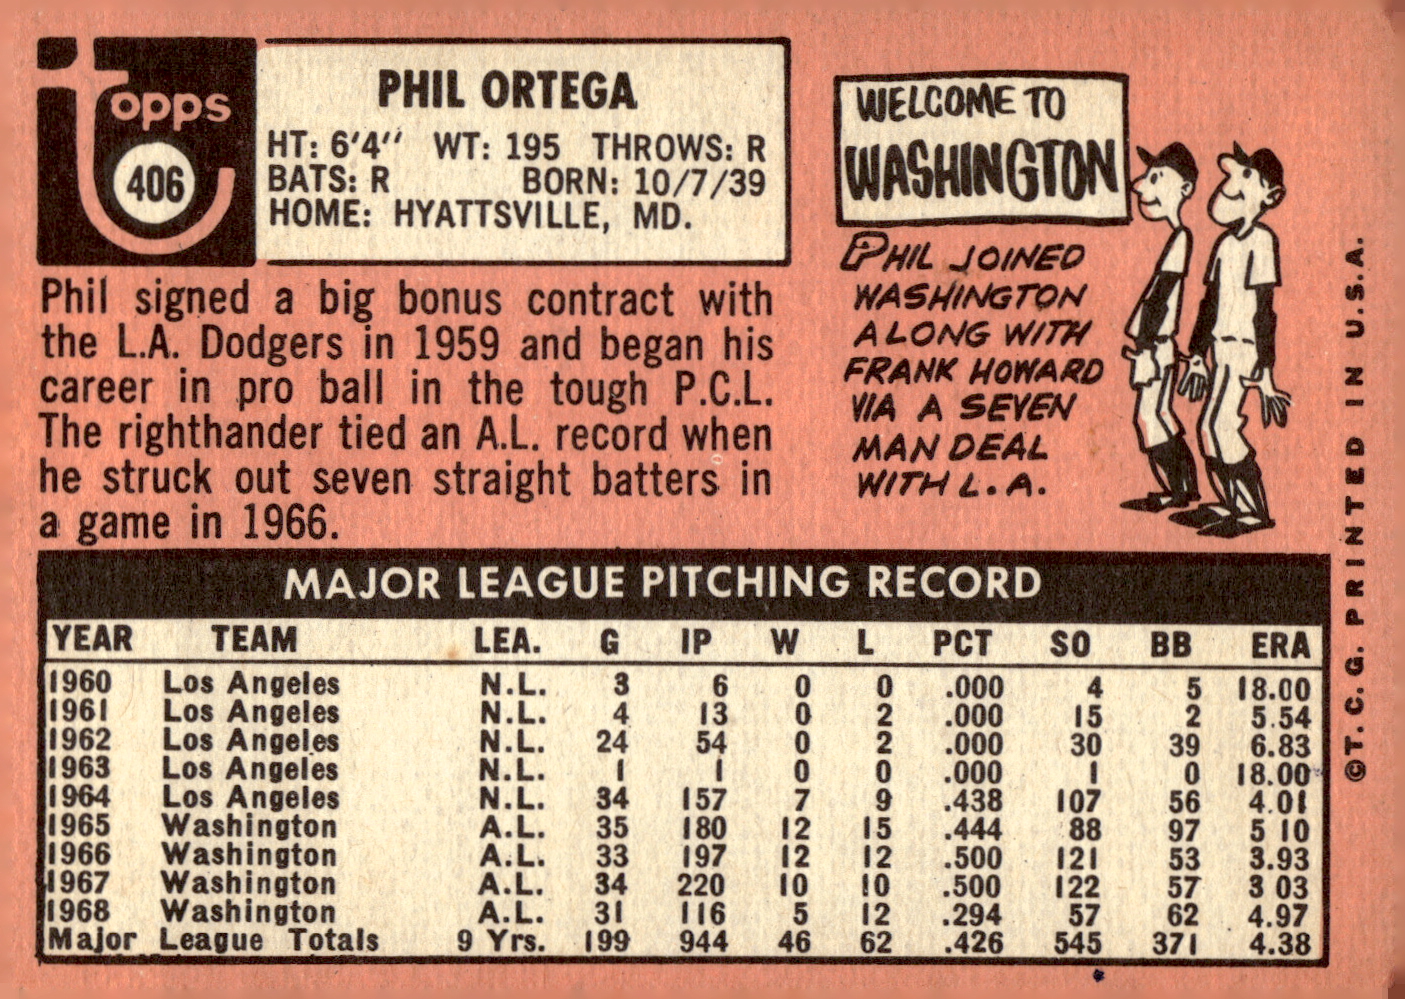 Topps
406
PHIL ORTEGA
HT: 6'4" WT: 195 THROWS: R
BATS: R BORN: 10/7/39
HOME: HYATTSVILLE, MD.
Phil signed a big bonus contract with
the L.A. Dodgers in 1959 and began his
career in pro ball in the tough P.C.L.
The righthander tied an A.L. record when
he struck out seven straight batters in
a game in 1966.
WELCOME TO
WASHINGTON
PHIL JOINED
WASHINGTON
ALONG WITH
FRANK HOWARD
VIA A SEVEN
MAN DEAL
WITH L.A.
MAJOR LEAGUE PITCHING RECORD
YEAR TEAM LEA. G IP W L PCT SO BB ERA
1960 Los Angeles N.L. 3 6 0 0 .000 4 5 18.00
1961 Los Angeles N.L. 4 13 0 2 .000 15 2 5.54
1962 Los Angeles N.L. 24 54 0 2 .000 30 39 6.83
1963 Los Angeles N.L. 1 1 0 0 .000 1 0 18.00
1964 Los Angeles N.L. 34 157 7 9 .438 107 56 4.01
1965 Washington A.L. 35 180 12 15 .444 88 97 5 10
1966 Washington A.L. 33 197 12 12 .500 121 53 3.93
1967 Washington A.L. 34 220 10 10 .500 122 57 3 03
1968 Washington A.L. 31 116 5 12 .294 57 62 4.97
Major League Totals 9 Yrs. 199 944 46 62 .426 545 371 4.38
©T.C.G. PRINTED IN U.S.A.